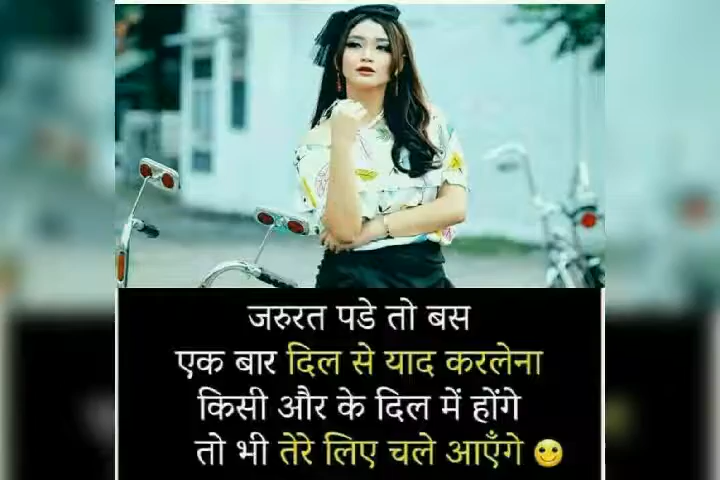 जरुरत पडे तो बस
एक बार दिल से याद करलेना
किसी और के दिल में होंगे
तो भी तेरे लिए चले आएँगे 🙂